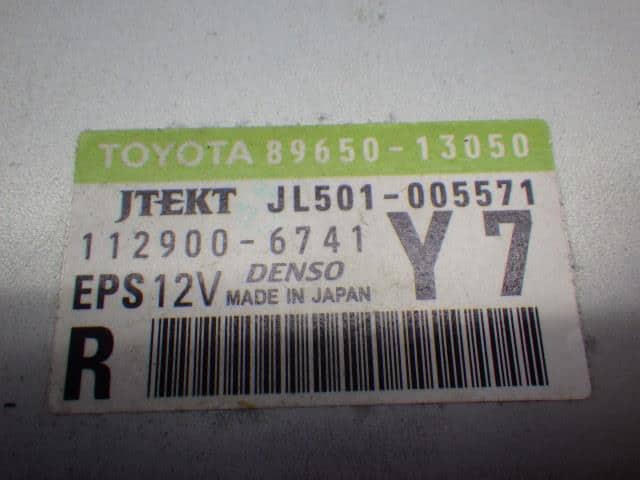 TOYOTA 89650-13050
JTEKT JL501-005571
112900-6741 Y7
EPS 12V DENSO
MADE IN JAPAN
R